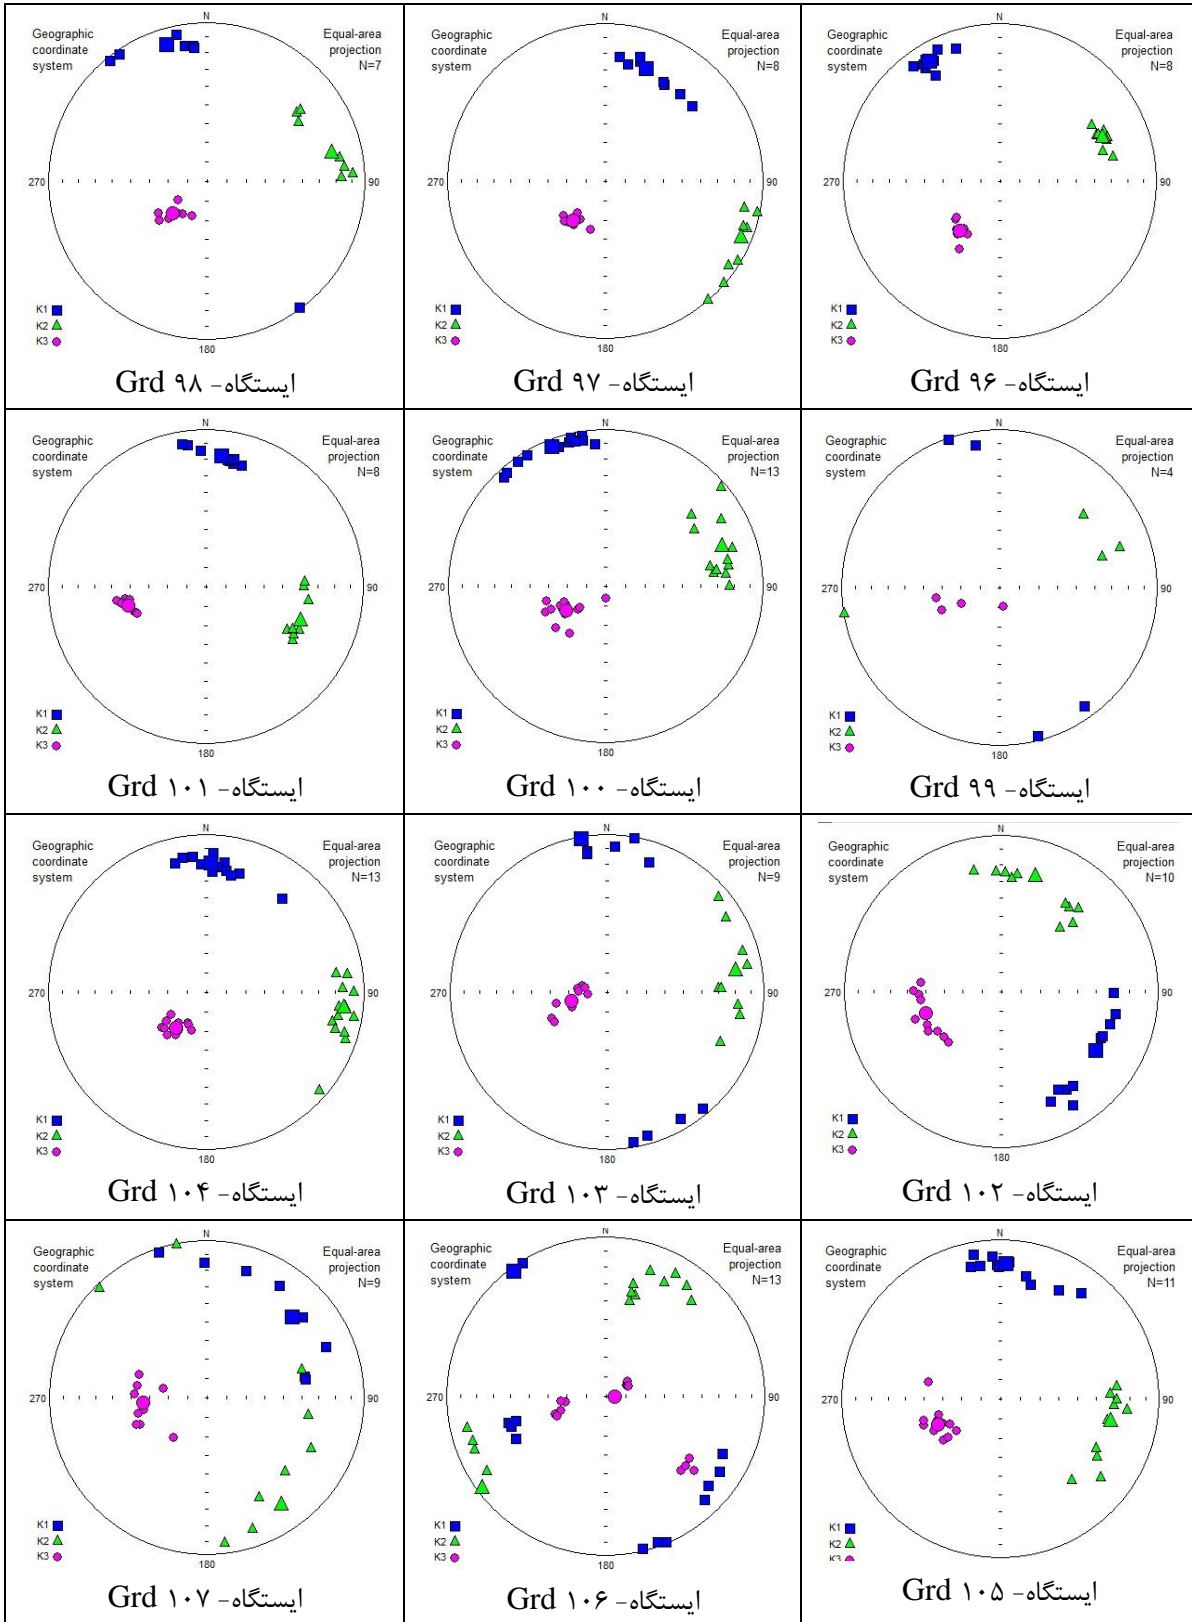 Geographic
coordinate
system
N
Equal-area
projection
N=7
270
90
180
K1
K2
K3
ایستگاه- Grd ۹۸
Geographic
coordinate
system
N
Equal-area
projection
N=8
270
90
180
K1
K2
K3
ایستگاه- Grd ۹۷
Geographic
coordinate
system
N
Equal-area
projection
N=8
270
90
180
K1
K2
K3
ایستگاه- Grd ۹۶
Geographic
coordinate
system
N
Equal-area
projection
N=8
270
90
180
K1
K2
K3
ایستگاه- Grd ۱۰۱
Geographic
coordinate
system
N
Equal-area
projection
N=13
270
90
180
K1
K2
K3
ایستگاه- Grd ۱۰۰
Geographic
coordinate
system
N
Equal-area
projection
N=4
270
90
180
K1
K2
K3
ایستگاه- Grd ۹۹
Geographic
coordinate
system
N
Equal-area
projection
N=13
270
90
180
K1
K2
K3
ایستگاه- Grd ۱۰۴
Geographic
coordinate
system
N
Equal-area
projection
N=9
270
90
180
K1
K2
K3
ایستگاه- Grd ۱۰۳
Geographic
coordinate
system
N
Equal-area
projection
N=10
270
90
180
K1
K2
K3
ایستگاه- Grd ۱۰۲
Geographic
coordinate
system
N
Equal-area
projection
N=9
270
90
180
K1
K2
K3
ایستگاه- Grd ۱۰۷
Geographic
coordinate
system
N
Equal-area
projection
N=13
270
90
180
K1
K2
K3
ایستگاه- Grd ۱۰۶
Geographic
coordinate
system
N
Equal-area
projection
N=11
270
90
180
K1
K2
K3
ایستگاه- Grd ۱۰۵